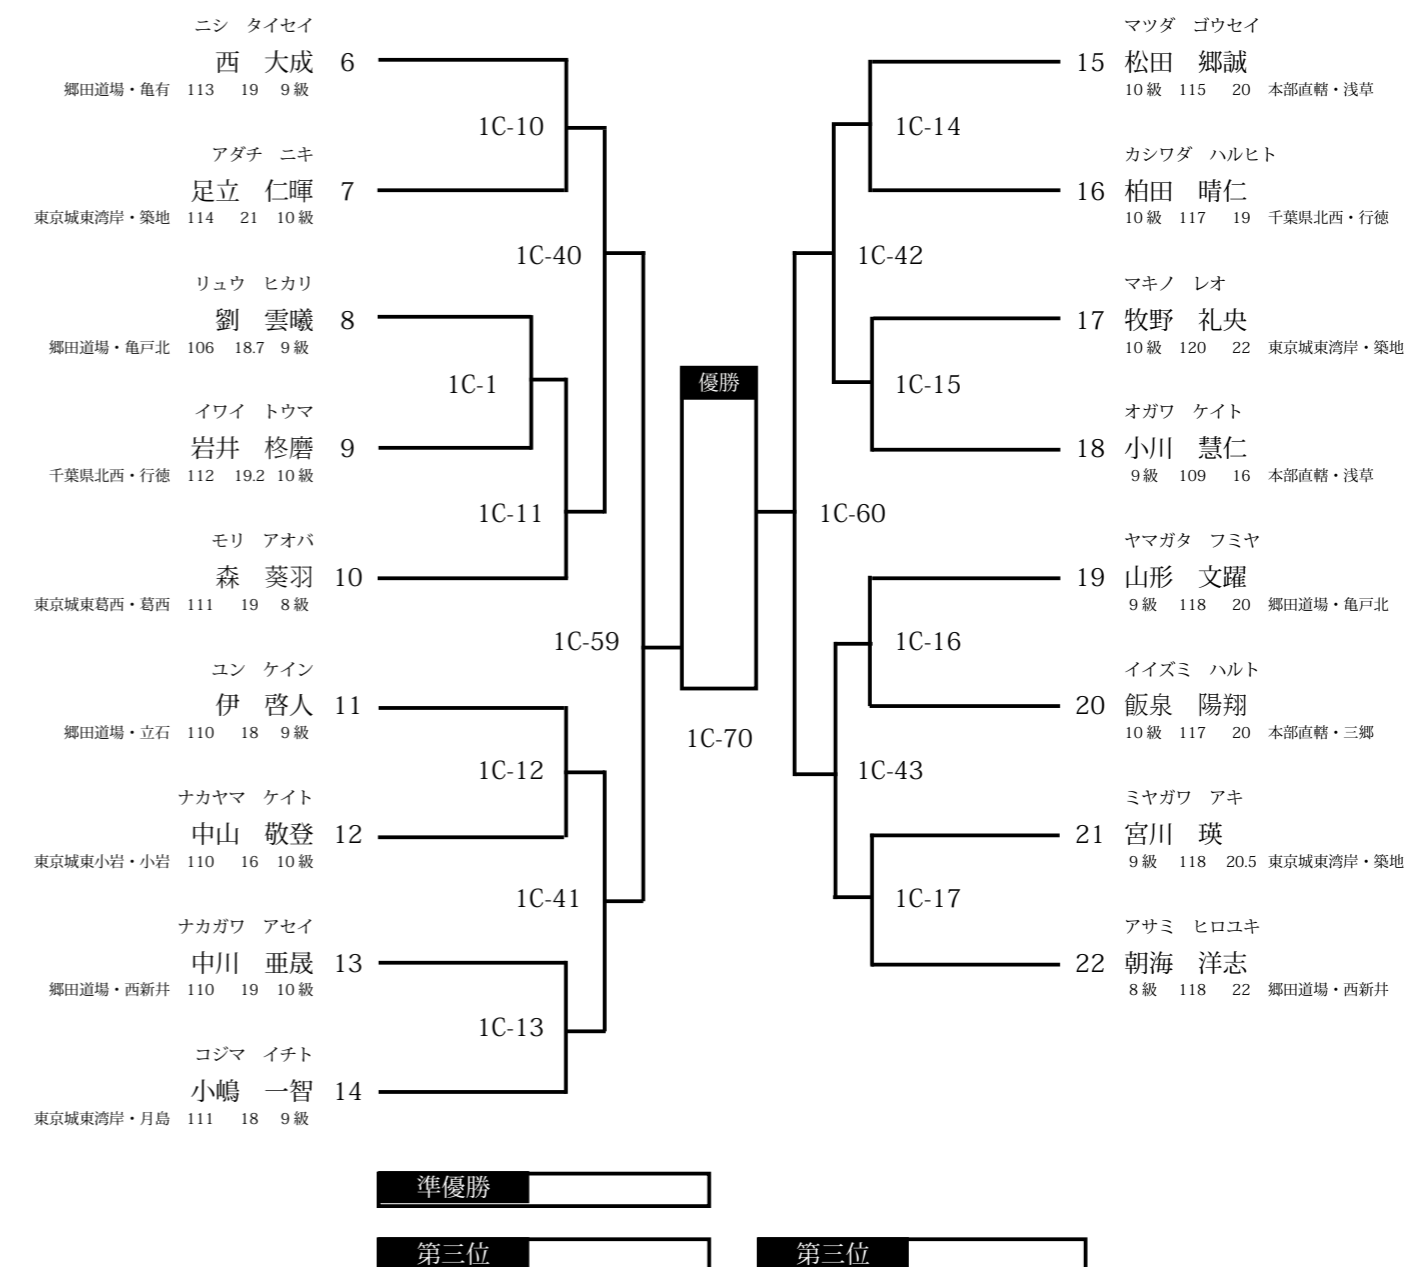 ニシ タイセイ
西 大成 6
郷田道場・亀有 113 19 9級
1C-10
アダチ ニキ
足立 仁暉 7
東京城東湾岸・築地 114 21 10級
1C-40
リュウ ヒカリ
劉 雲曦 8
郷田道場・亀戸北 106 18.7 9級
1C-1
イワイ トウマ
岩井 柊磨 9
千葉県北西・行徳 112 19.2 10級
1C-11
モリ アオバ
森 葵羽 10
東京城東葛西・葛西 111 19 8級
1C-59
ユン ケイン
伊 啓人 11
郷田道場・立石 110 18 9級
1C-12
ナカヤマ ケイト
中山 敬登 12
東京城東小岩・小岩 110 16 10級
1C-41
ナカガワ アセイ
中川 亜晟 13
郷田道場・西新井 110 19 10級
1C-13
コジマ イチト
小嶋 一智 14
東京城東湾岸・月島 111 18 9級
優勝
1C-70
マツダ ゴウセイ
15 松田 郷誠
10級 115 20 本部直轄・浅草
1C-14
カシワダ ハルヒト
16 柏田 晴仁
10級 117 19 千葉県北西・行徳
1C-42
マキノ レオ
17 牧野 礼央
10級 120 22 東京城東湾岸・築地
1C-15
オガワ ケイト
18 小川 慧仁
9級 109 16 本部直轄・浅草
1C-60
ヤマガタ フミヤ
19 山形 文躍
9級 118 20 郷田道場・亀戸北
1C-16
イイズミ ハルト
20 飯泉 陽翔
10級 117 20 本部直轄・三郷
1C-43
ミヤガワ アキ
21 宮川 瑛
9級 118 20.5 東京城東湾岸・築地
1C-17
アサミ ヒロユキ
22 朝海 洋志
8級 118 22 郷田道場・西新井
準優勝
第三位
第三位